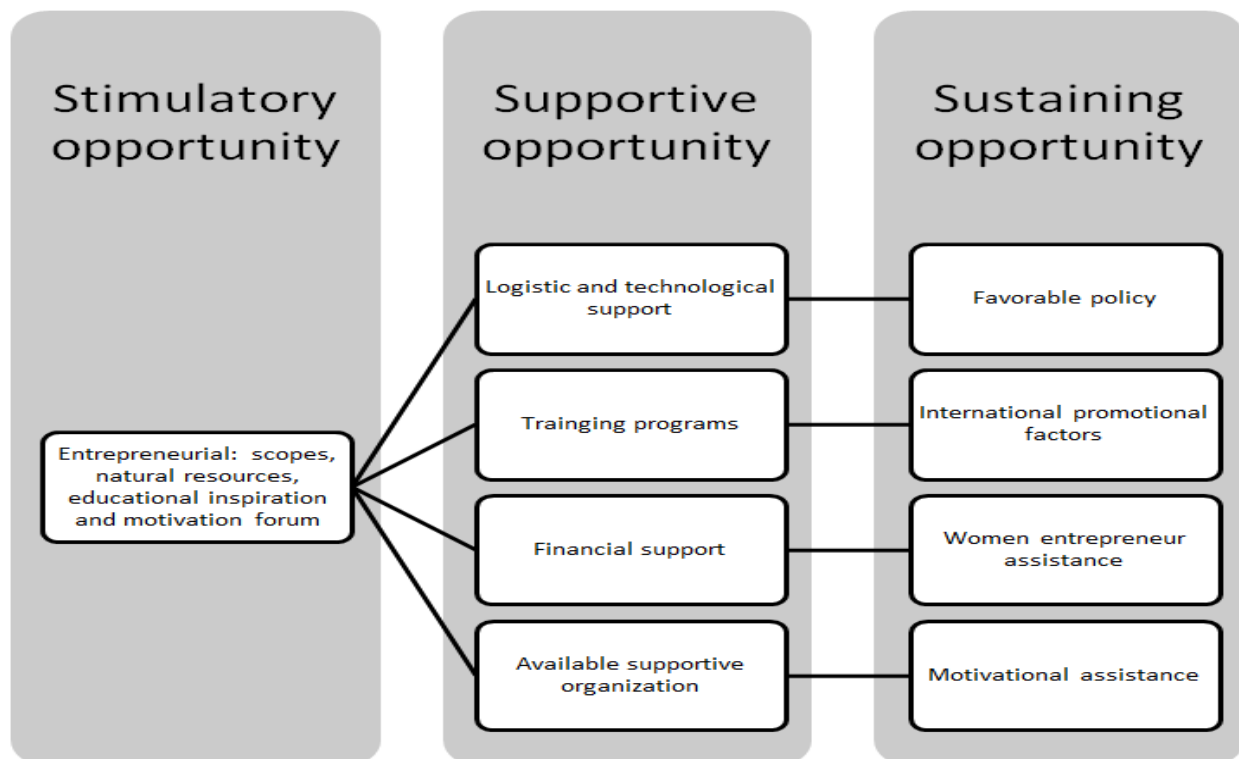 Stimulatory
opportunity
Supportive
opportunity
Sustaining
opportunity
Entrepreneurial: scopes,
natural resources,
educational inspiration
and motivation forum
Logistic and technological
support
Trainging programs
Financial support
Available supportive
organization
Favorable policy
International promotional
factors
Women entrepreneur
assistance
Motivational assistance